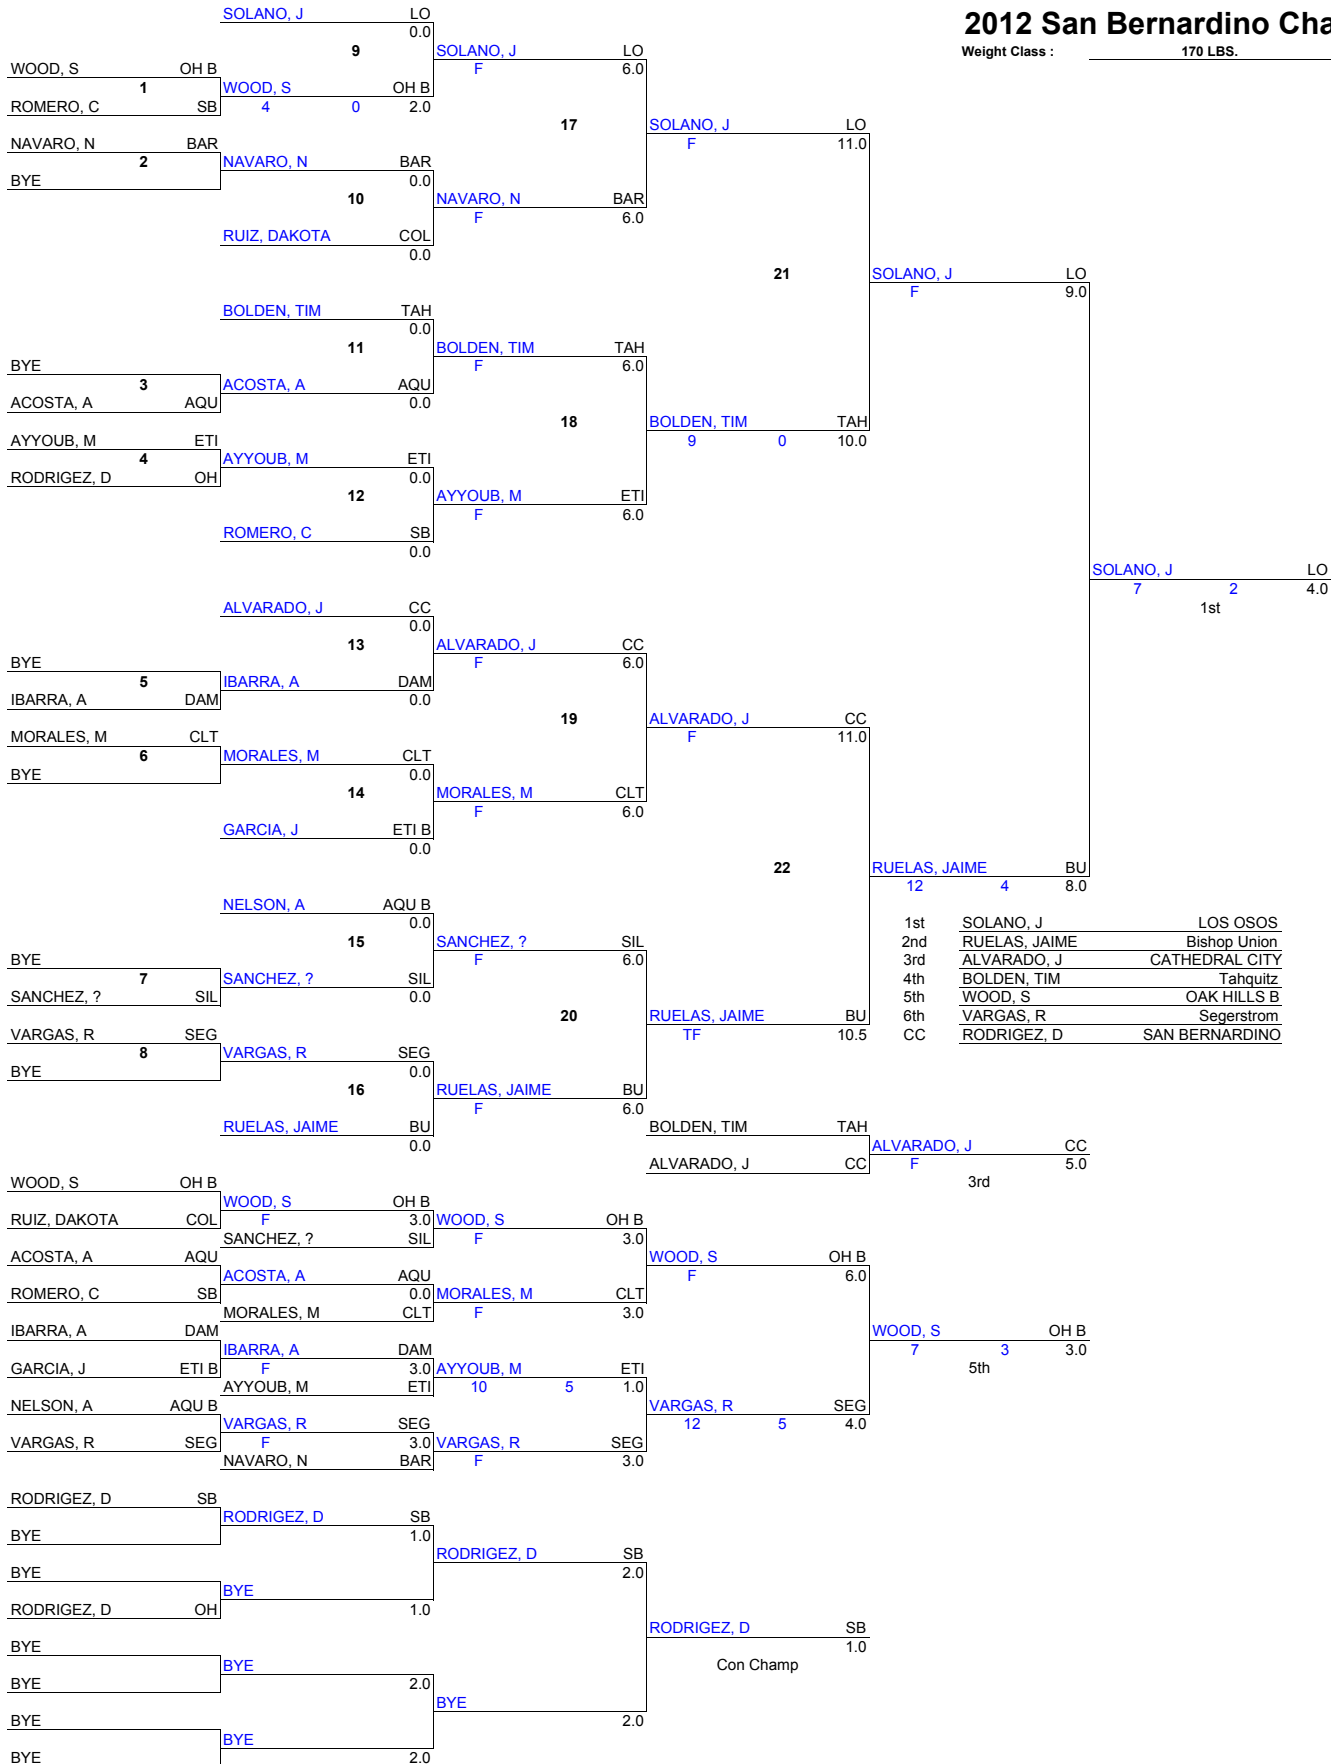 SOLANO, J LO
2012 San Bernardino Cha
0.0
9
SOLANO, J LO
Weight Class : 170 LBS.
WOOD, S OH B
F 6.0
1
WOOD, S OH B
ROMERO, C SB
4 0 2.0
17
SOLANO, J LO
NAVARO, N BAR
F 11.0
2
NAVARO, N BAR
BYE
0.0
10
NAVARO, N BAR
F 6.0
RUIZ, DAKOTA COL
0.0
21
SOLANO, J LO
F 9.0
BOLDEN, TIM TAH
0.0
11
BOLDEN, TIM TAH
BYE
F 6.0
3
ACOSTA, A AQU
ACOSTA, A AQU
0.0
18
BOLDEN, TIM TAH
AYYOUB, M ETI
9 0 10.0
4
AYYOUB, M ETI
RODRIGEZ, D OH
0.0
12
AYYOUB, M ETI
F 6.0
ROMERO, C SB
0.0
SOLANO, J LO
7 2 4.0
1st
ALVARADO, J CC
0.0
13
ALVARADO, J CC
BYE
F 6.0
5
IBARRA, A DAM
IBARRA, A DAM
0.0
19
ALVARADO, J CC
MORALES, M CLT
F 11.0
6
MORALES, M CLT
BYE
0.0
14
MORALES, M CLT
F 6.0
GARCIA, J ETI B
0.0
22
RUELAS, JAIME BU
12 4 8.0
NELSON, A AQU B
0.0
1st SOLANO, J LOS OSOS
15
SANCHEZ, ? SIL
2nd RUELAS, JAIME Bishop Union
BYE
F 6.0
3rd ALVARADO, J CATHEDRAL CITY
7
SANCHEZ, ? SIL
4th BOLDEN, TIM Tahquitz
SANCHEZ, ? SIL
0.0
5th WOOD, S OAK HILLS B
20
RUELAS, JAIME BU
6th VARGAS, R Segerstrom
VARGAS, R SEG
TF 10.5
CC RODRIGEZ, D SAN BERNARDINO
8
VARGAS, R SEG
BYE
0.0
16
RUELAS, JAIME BU
F 6.0
RUELAS, JAIME BU
0.0
BOLDEN, TIM TAH
ALVARADO, J CC
F 5.0
ALVARADO, J CC
3rd
WOOD, S OH B
WOOD, S OH B
RUIZ, DAKOTA COL
F 3.0
WOOD, S OH B
SANCHEZ, ? SIL
F 3.0
ACOSTA, A AQU
WOOD, S OH B
ACOSTA, A AQU
F 6.0
ROMERO, C SB
0.0
MORALES, M CLT
MORALES, M CLT
F 3.0
IBARRA, A DAM
WOOD, S OH B
IBARRA, A DAM
7 3 3.0
GARCIA, J ETI B
F 3.0
AYYOUB, M ETI
5th
AYYOUB, M ETI
10 5 1.0
NELSON, A AQU B
VARGAS, R SEG
VARGAS, R SEG
12 5 4.0
VARGAS, R SEG
F 3.0
VARGAS, R SEG
NAVARO, N BAR
F 3.0
RODRIGEZ, D SB
RODRIGEZ, D SB
BYE
1.0
RODRIGEZ, D SB
BYE
2.0
BYE
RODRIGEZ, D OH
1.0
RODRIGEZ, D SB
BYE
1.0
BYE
Con Champ
BYE
2.0
BYE
BYE
2.0
BYE
BYE
2.0